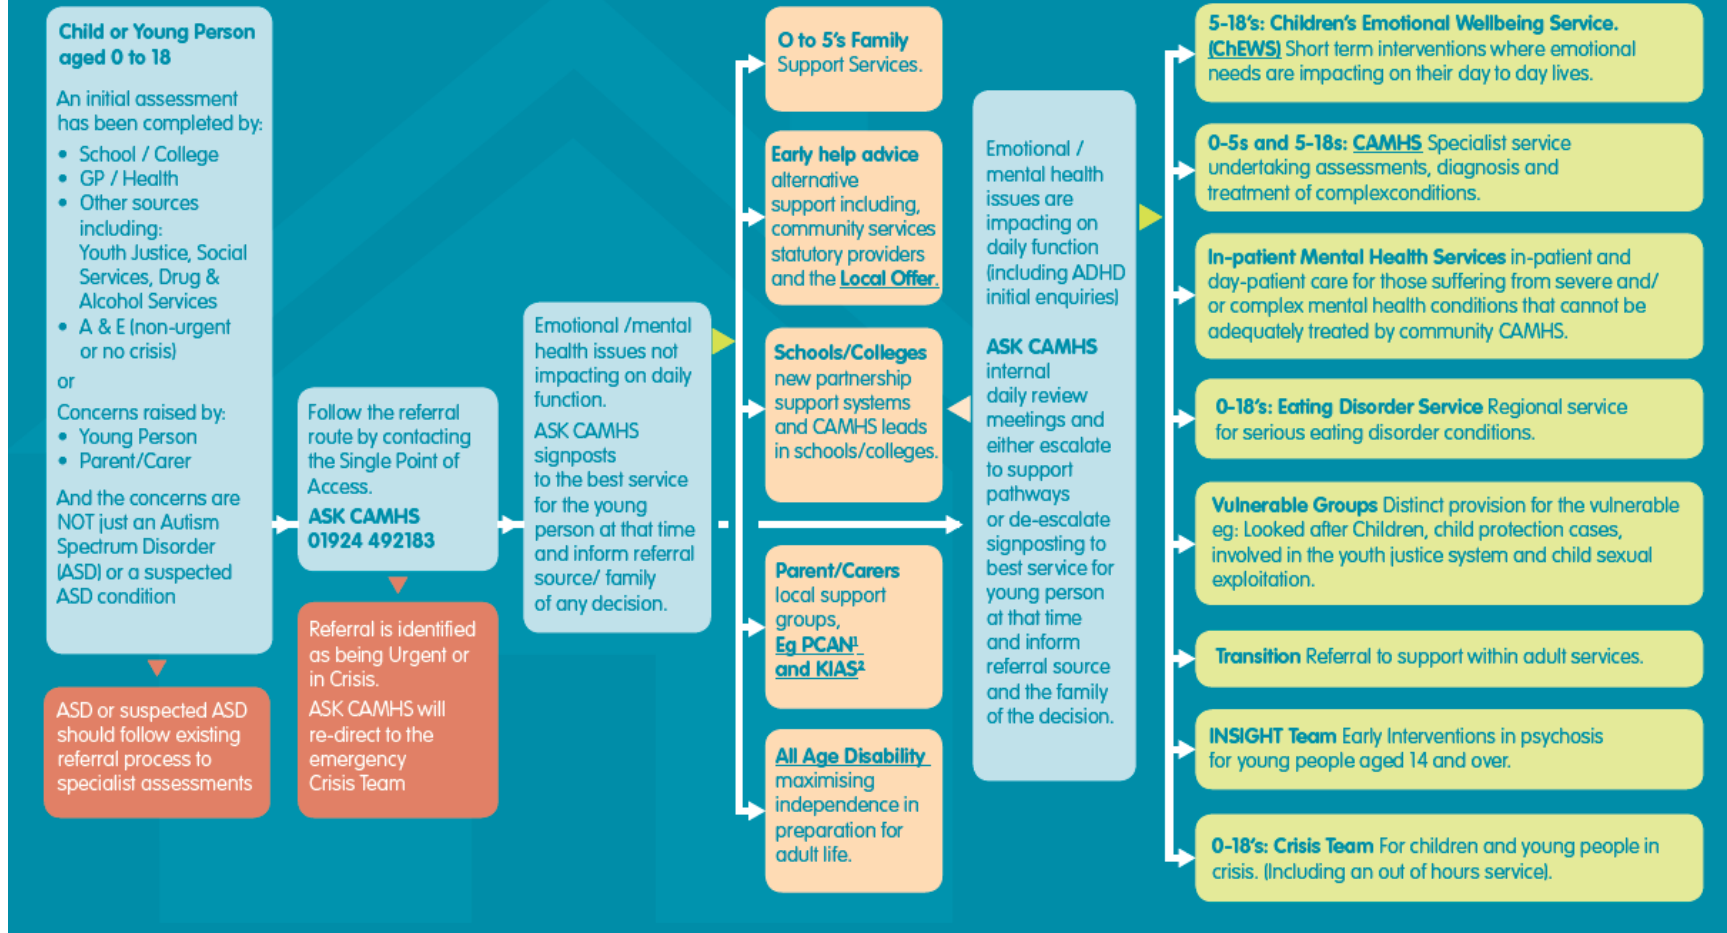 Child or Young Person
aged 0 to 18
An initial assessment
has been completed by:
• School / College
• GP / Health
• Other sources
including:
Youth Justice, Social
Services, Drug &
Alcohol Services
• A & E (non-urgent
or no crisis)
or
Concerns raised by:
• Young Person
• Parent/Carer
And the concerns are
NOT just an Autism
Spectrum Disorder
(ASD) or a suspected
ASD condition
ASD or suspected ASD
should follow existing
referral process to
specialist assessments
Follow the referral
route by contacting
the Single Point of
Access.
ASK CAMHS
01924 492183
Referral is identified
as being Urgent or
in Crisis.
ASK CAMHS will
re-direct to the
emergency
Crisis Team
Emotional /mental
health issues not
impacting on daily
function.
ASK CAMHS
signposts
to the best service
for the young
person at that time
and inform referral
source/ family
of any decision.
O to 5's Family
Support Services.
Early help advice
alternative
support including,
community services
statutory providers
and the Local Offer.
Schools/Colleges
new partnership
support systems
and CAMHS leads
in schools/colleges.
Parent/Carers
local support
groups,
Eg PCAN¹
and KIAS²
All Age Disability
maximising
independence in
preparation for
adult life.
Emotional /
mental health
issues are
impacting on
daily function
(including ADHD
initial enquiries)
ASK CAMHS
internal
daily review
meetings and
either escalate
to support
pathways
or de-escalate
signposting to
best service for
young person
at that time
and inform
referral source
and the family
of the decision.
5-18's: Children's Emotional Wellbeing Service.
(ChEWS) Short term interventions where emotional
needs are impacting on their day to day lives.
0-5s and 5-18s: CAMHS Specialist service
undertaking assessments, diagnosis and
treatment of complexconditions.
In-patient Mental Health Services in-patient and
day-patient care for those suffering from severe and/
or complex mental health conditions that cannot be
adequately treated by community CAMHS.
0-18's: Eating Disorder Service Regional service
for serious eating disorder conditions.
Vulnerable Groups Distinct provision for the vulnerable
eg: Looked after Children, child protection cases,
involved in the youth justice system and child sexual
exploitation.
Transition Referral to support within adult services.
INSIGHT Team Early Interventions in psychosis
for young people aged 14 and over.
0-18's: Crisis Team For children and young people in
crisis. (Including an out of hours service).